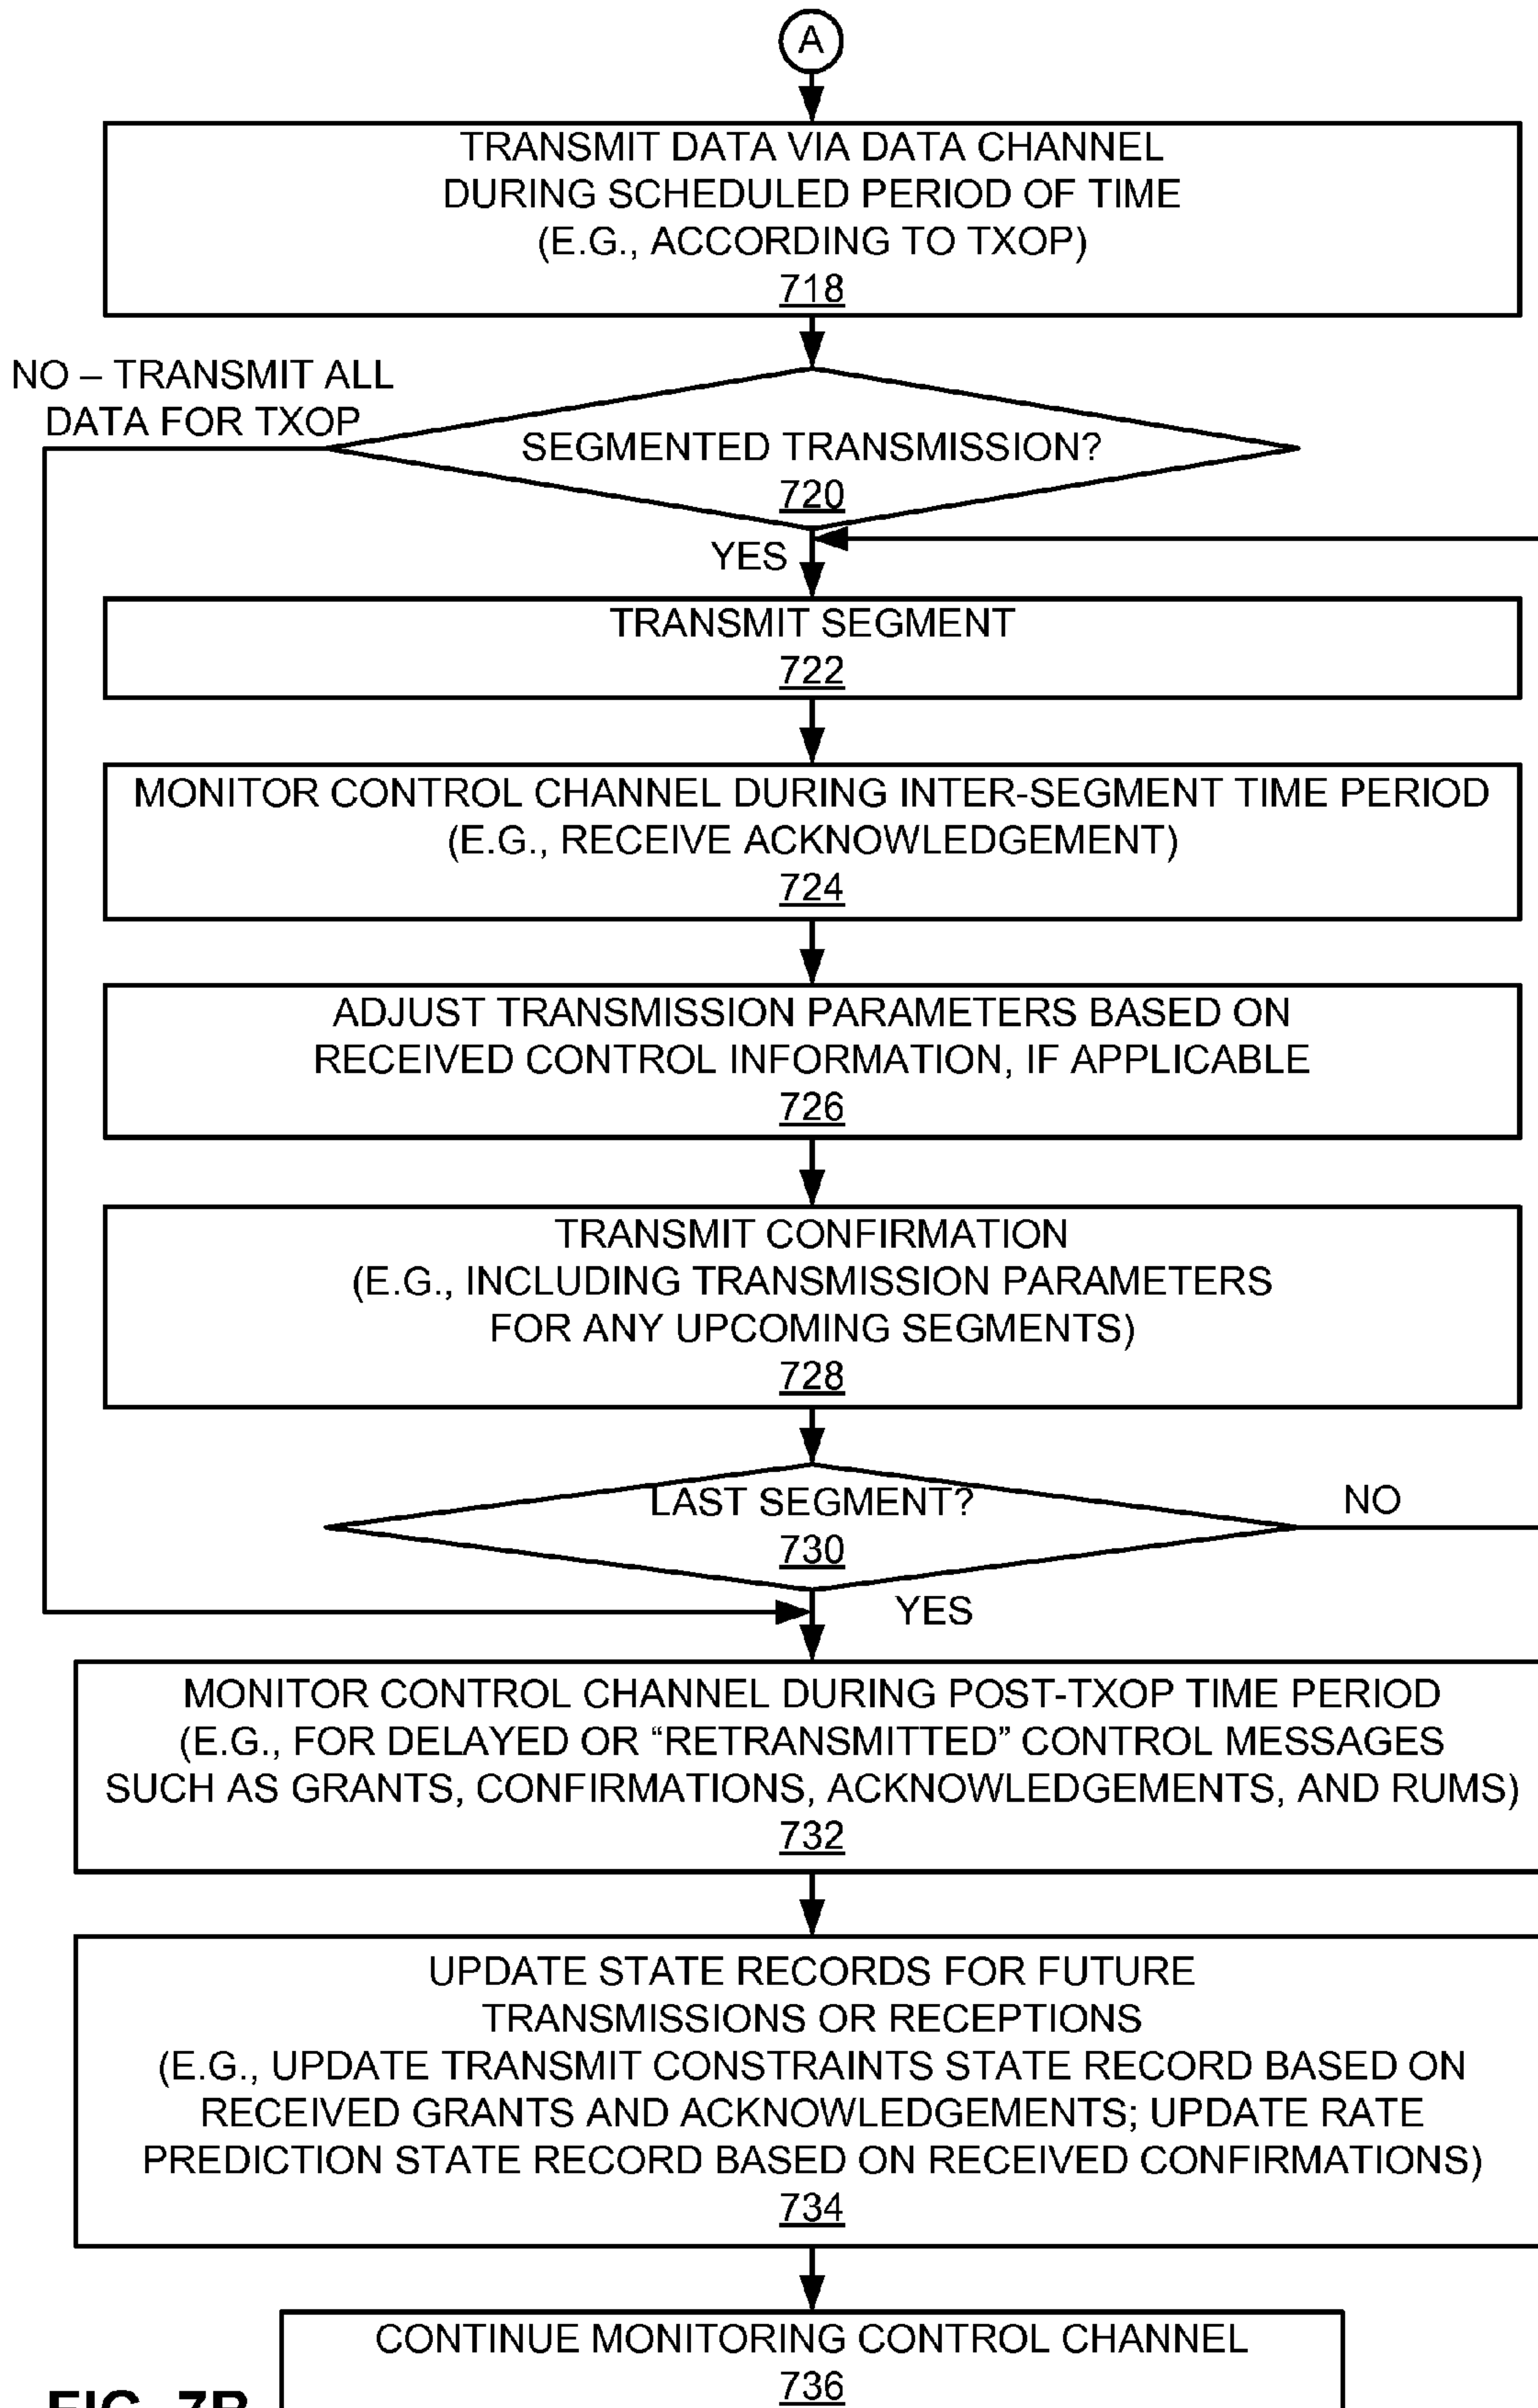 A
TRANSMIT DATA VIA DATA CHANNEL
DURING SCHEDULED PERIOD OF TIME
(E.G., ACCORDING TO TXOP)
718
NO – TRANSMIT ALL
DATA FOR TXOP
SEGMENTED TRANSMISSION?
720
YES
TRANSMIT SEGMENT
722
MONITOR CONTROL CHANNEL DURING INTER-SEGMENT TIME PERIOD
(E.G., RECEIVE ACKNOWLEDGEMENT)
724
ADJUST TRANSMISSION PARAMETERS BASED ON
RECEIVED CONTROL INFORMATION, IF APPLICABLE
726
TRANSMIT CONFIRMATION
(E.G., INCLUDING TRANSMISSION PARAMETERS
FOR ANY UPCOMING SEGMENTS)
728
LAST SEGMENT?
730
NO
YES
MONITOR CONTROL CHANNEL DURING POST-TXOP TIME PERIOD
(E.G., FOR DELAYED OR “RETRANSMITTED” CONTROL MESSAGES
SUCH AS GRANTS, CONFIRMATIONS, ACKNOWLEDGEMENTS, AND RUMS)
732
UPDATE STATE RECORDS FOR FUTURE
TRANSMISSIONS OR RECEPTIONS
(E.G., UPDATE TRANSMIT CONSTRAINTS STATE RECORD BASED ON
RECEIVED GRANTS AND ACKNOWLEDGEMENTS; UPDATE RATE
PREDICTION STATE RECORD BASED ON RECEIVED CONFIRMATIONS)
734
CONTINUE MONITORING CONTROL CHANNEL
736
FIG. 7B